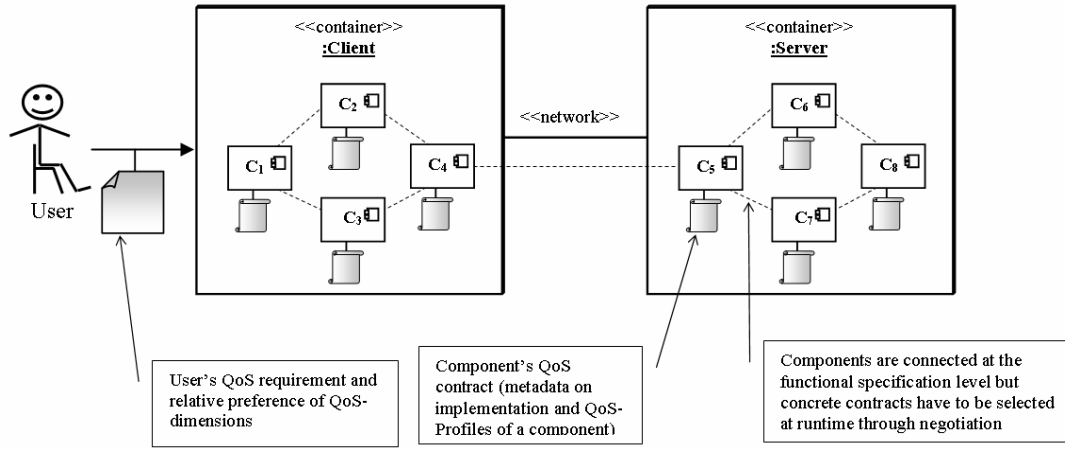 <<container>>
:Client
<<container>>
:Server
C2
C6
<<network>>
C1
C4
C5
C8
User
C3
C7
User's QoS requirement and
relative preference of QoS-
dimensions
Component's QoS
contract (metadata on
implementation and QoS-
Profiles of a component)
Components are connected at the
functional specification level but
concrete contracts have to be selected
at runtime through negotiation